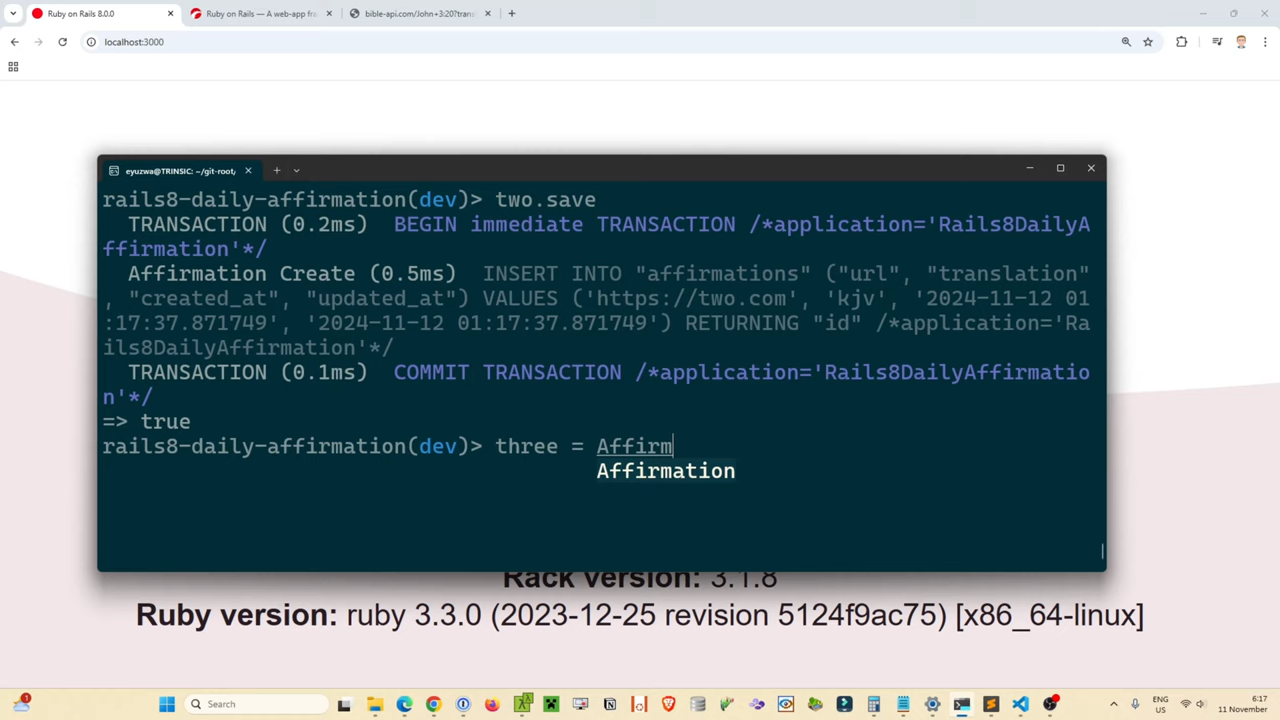 Ruby on Rails 8.0.0
Ruby on Rails — A web-app fra
bible-api.com/John+3:20?trans
localhost:3000
eyuzwa@TRINSIC: ~/git-root/
rails8-daily-affirmation(dev)> two.save
TRANSACTION (0.2ms)  BEGIN immediate TRANSACTION /*application='Rails8DailyA
ffirmation'*/
Affirmation Create (0.5ms)  INSERT INTO "affirmations" ("url", "translation"
, "created_at", "updated_at") VALUES ('https://two.com', 'kjv', '2024-11-12 01
:17:37.871749', '2024-11-12 01:17:37.871749') RETURNING "id" /*application='Ra
ils8DailyAffirmation'*/
TRANSACTION (0.1ms)  COMMIT TRANSACTION /*application='Rails8DailyAffirmatio
n'*/
=> true
rails8-daily-affirmation(dev)> three = Affirm
Affirmation
Rack version: 3.1.8
Ruby version: ruby 3.3.0 (2023-12-25 revision 5124f9ac75) [x86_64-linux]
Search
ENG
US
6:17
11 November